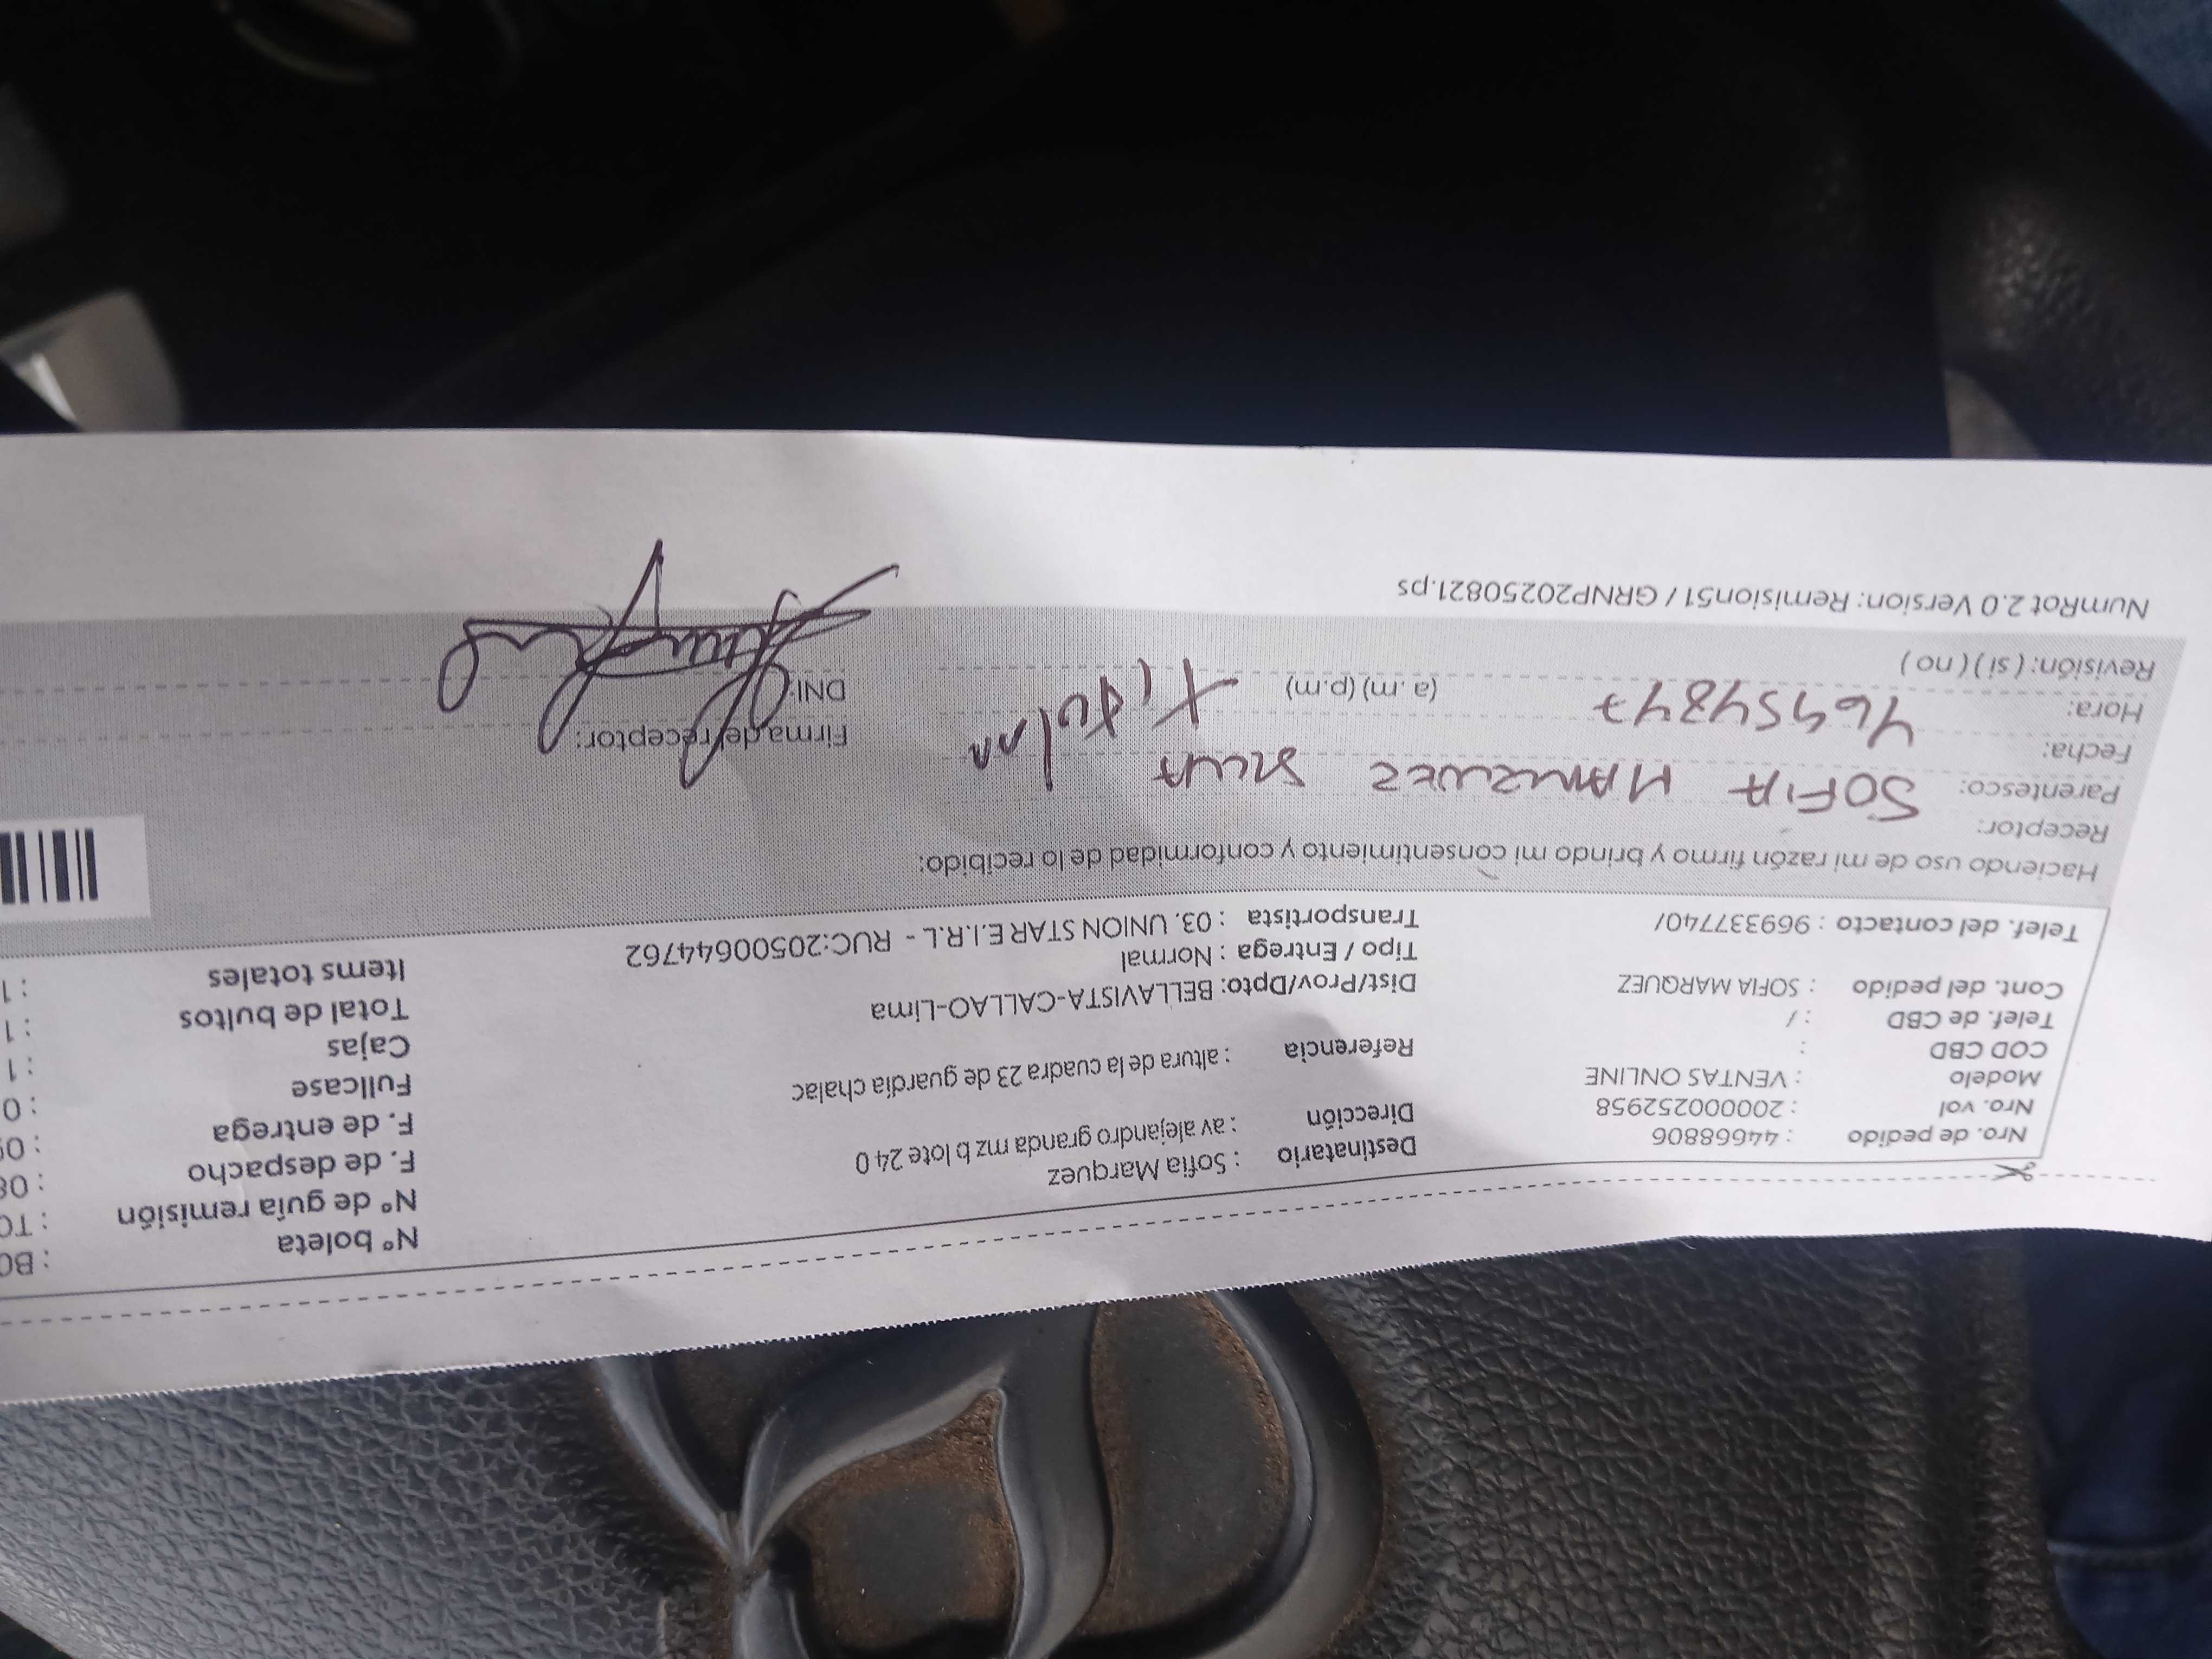 Nro. de pedido : 44668806
Nro. vol : 200000252958
Modelo : VENTAS ONLINE
COD CBD :
Telef. de CBD : /
Cont. del pedido : SOFIA MARQUEZ
Telef. del contacto : 969337740/
Destinatario : Sofia Marquez
Dirección : av alejandro granda mz b lote 24 0
Referencia : altura de la cuadra 23 de guardia chalac
Dist/Prov/Dpto: BELLAVISTA-CALLAO-Lima
Tipo / Entrega : Normal
Transportista : 03. UNION STAR E.I.R.L - RUC:20500644762
N° boleta : B0
N° de guía remisión : T0
F. de despacho : 08
F. de entrega : 09
Fullcase : 0
Cajas : 1
Total de bultos : 1
Items totales : 1
Haciendo uso de mi razón firmo y brindo mi consentimiento y conformidad de lo recibido:
Receptor:
Parentesco: SOFIA MARQUEZ SILVA
Fecha:
Hora: 46454847 (a.m) (p.m) titular
Revisión: ( si ) ( no )
Firma del receptor:
DNI:
NumRot 2.0 Version: Remision51 / GRNP20250821.ps